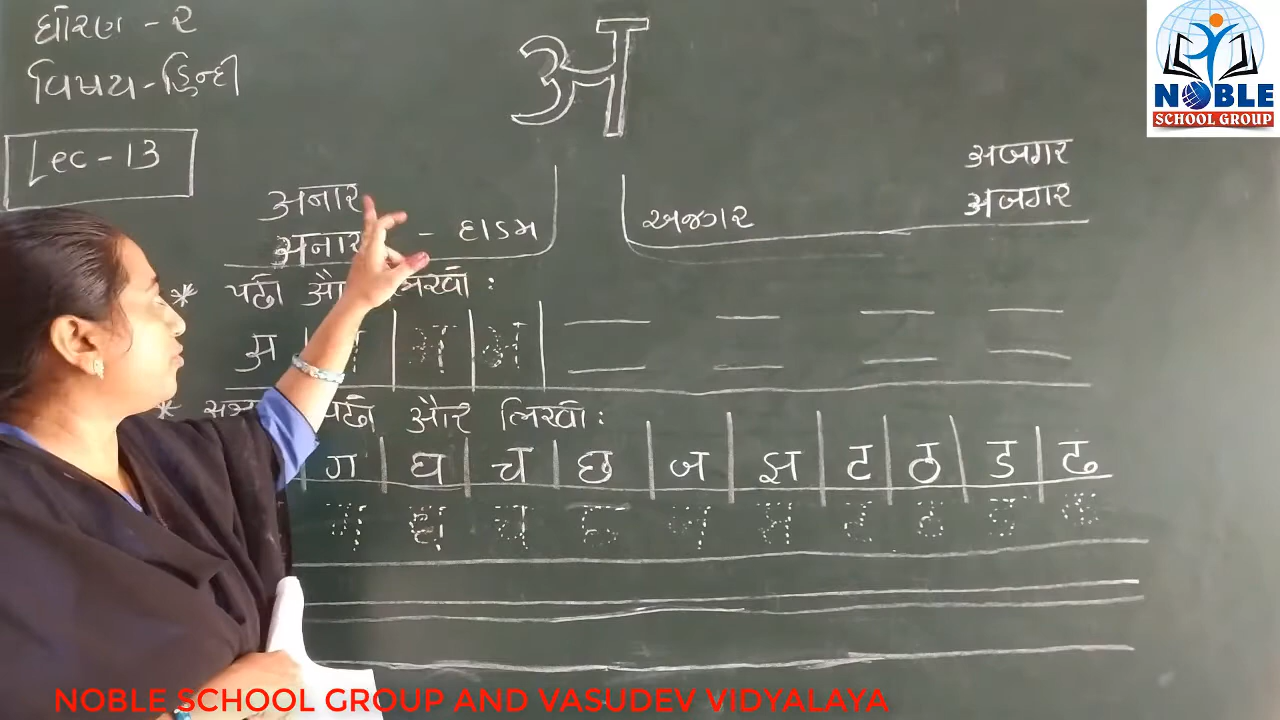 ધોરણ - ૨
વિષય - હિન્દી
Lec - 13
अ
NOBLE
SCHOOL GROUP
अनार
अनार - દાડમ
अजगर
अजगर
અજગર
* पढो और लिखो :
अ अ अ
* पढो और लिखो :
ग घ च छ ज झ ट ठ ड ढ
ग घ च छ ज झ ट ठ ड ढ
NOBLE SCHOOL GROUP AND VASUDEV VIDYALAYA